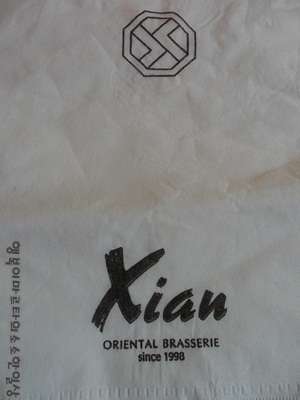 Xian
ORIENTAL BRASSERIE
since 1998